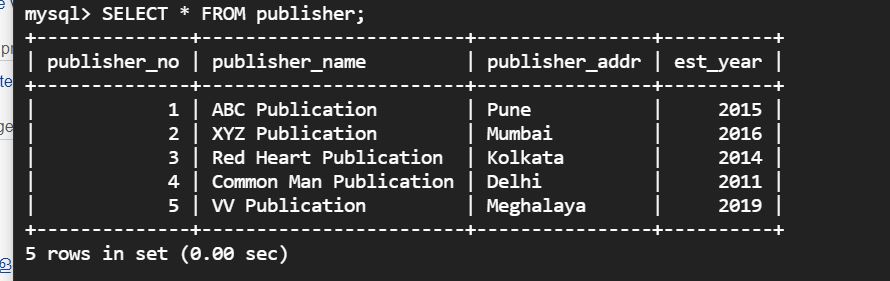 mysql> SELECT * FROM publisher;
+--------------+------------------------+----------------+----------+
| publisher_no | publisher_name         | publisher_addr | est_year |
+--------------+------------------------+----------------+----------+
|            1 | ABC Publication        | Pune           |     2015 |
|            2 | XYZ Publication        | Mumbai         |     2016 |
|            3 | Red Heart Publication  | Kolkata        |     2014 |
|            4 | Common Man Publication | Delhi          |     2011 |
|            5 | VV Publication         | Meghalaya      |     2019 |
+--------------+------------------------+----------------+----------+
5 rows in set (0.00 sec)